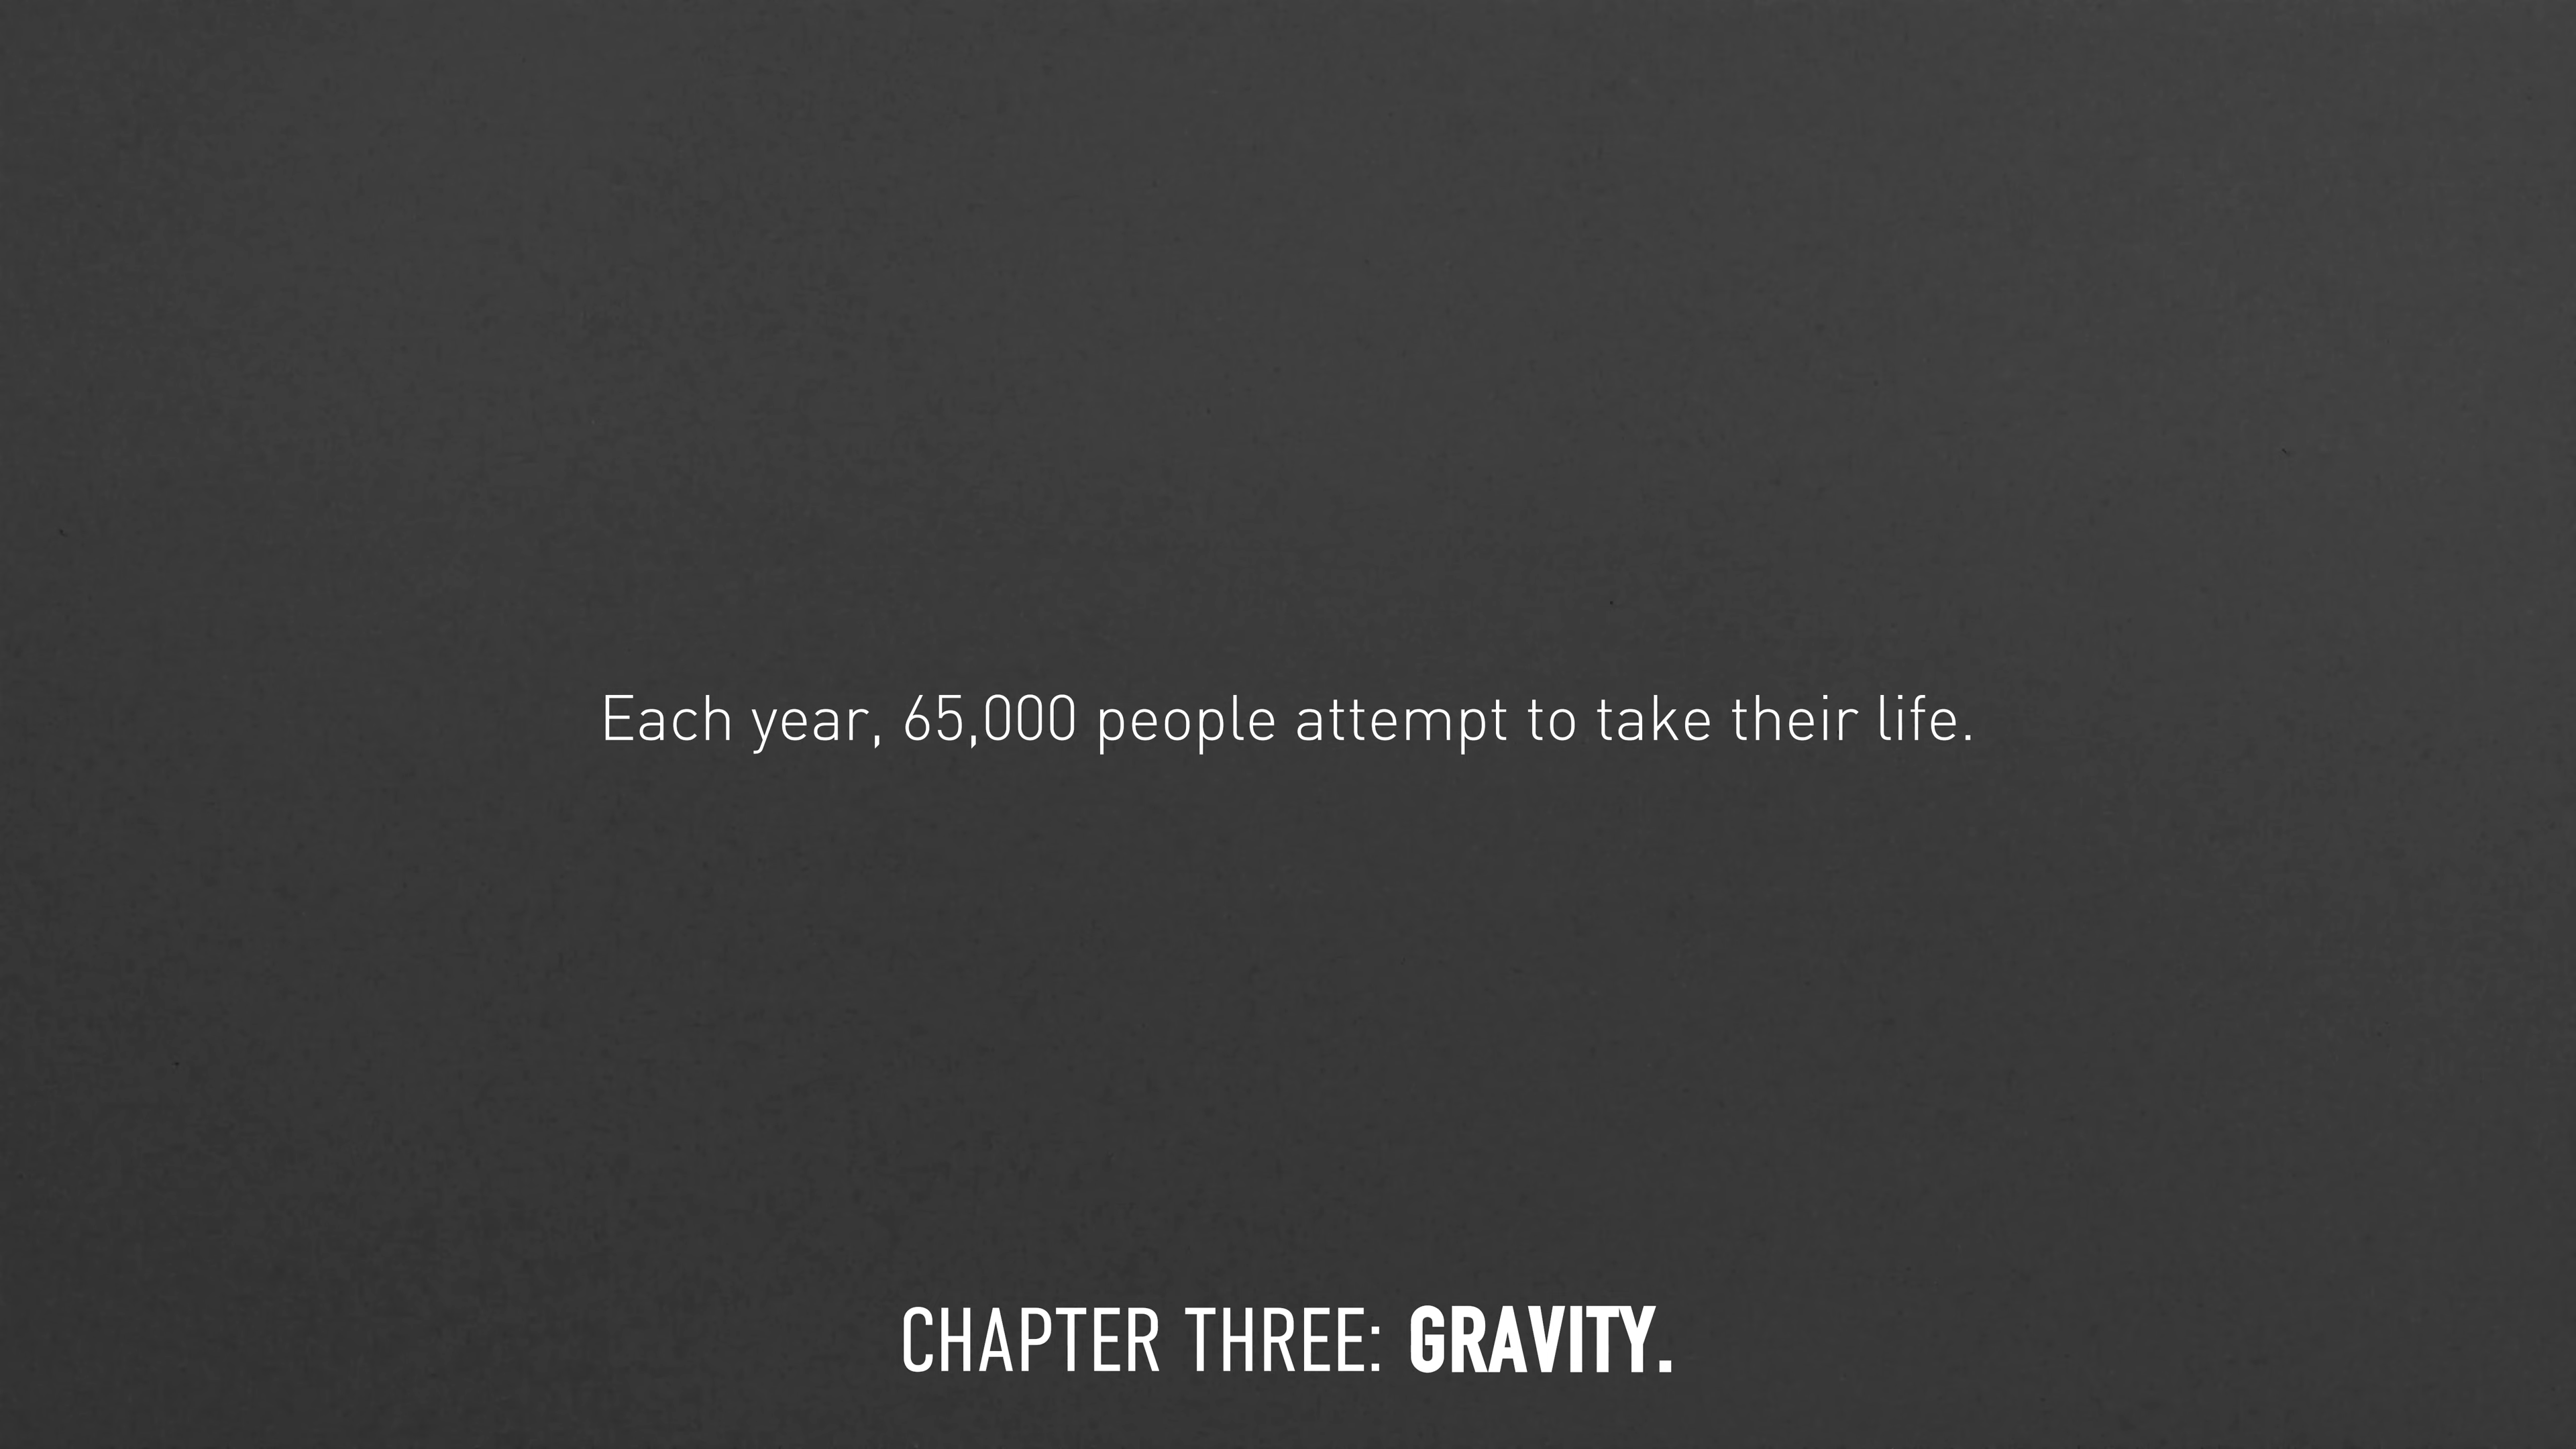 Each year, 65,000 people attempt to take their life.
CHAPTER THREE: GRAVITY.